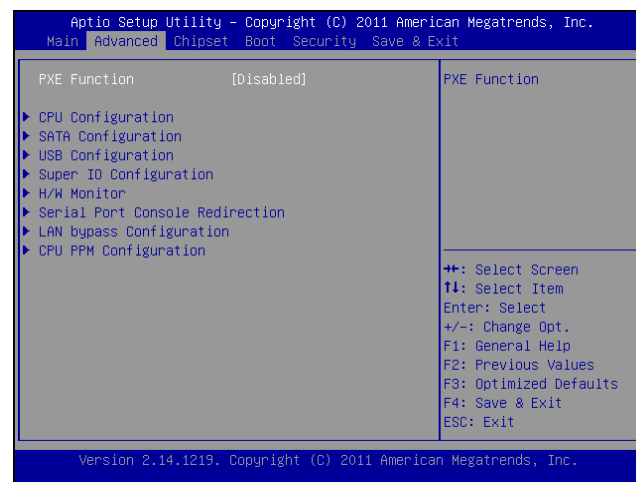 Aptio Setup Utility – Copyright (C) 2011 American Megatrends, Inc.
Main Advanced Chipset Boot Security Save & Exit
PXE Function [Disabled]
▶ CPU Configuration
▶ SATA Configuration
▶ USB Configuration
▶ Super IO Configuration
▶ H/W Monitor
▶ Serial Port Console Redirection
▶ LAN bypass Configuration
▶ CPU PPM Configuration
PXE Function
→←: Select Screen
↑↓: Select Item
Enter: Select
+/-: Change Opt.
F1: General Help
F2: Previous Values
F3: Optimized Defaults
F4: Save & Exit
ESC: Exit
Version 2.14.1219. Copyright (C) 2011 American Megatrends, Inc.